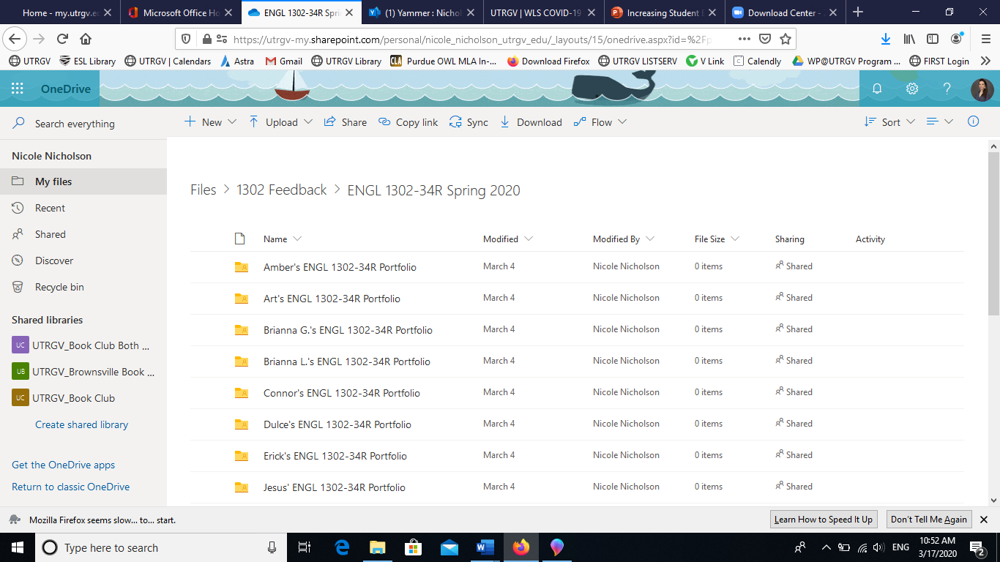 Home - my.utrgv.e
Microsoft Office Ho
ENGL 1302-34R Spri
(1) Yammer : Nichol
UTRGV | WLS COVID-19
Increasing Student E
Download Center -
https://utrgv-my.sharepoint.com/personal/nicole_nicholson_utrgv_edu/_layouts/15/onedrive.aspx?id=%2Fp
UTRGV
ESL Library
UTRGV | Calendars
Astra
Gmail
UTRGV Library
CLA
Purdue OWL MLA In-...
Download Firefox
UTRGV LISTSERV
V Link
Calendly
WP@UTRGV Program ...
FIRST Login
OneDrive
Search everything
New
Upload
Share
Copy link
Sync
Download
Flow
Sort
Nicole Nicholson
My files
Recent
Shared
Discover
Recycle bin
Shared libraries
UC UTRGV_Book Club Both ...
UB UTRGV_Brownsville Book ...
UC UTRGV_Book Club
Create shared library
Get the OneDrive apps
Return to classic OneDrive
Files > 1302 Feedback > ENGL 1302-34R Spring 2020
Name Modified Modified By File Size Sharing Activity
Amber's ENGL 1302-34R Portfolio March 4 Nicole Nicholson 0 items Shared
Art's ENGL 1302-34R Portfolio March 4 Nicole Nicholson 0 items Shared
Brianna G.'s ENGL 1302-34R Portfolio March 4 Nicole Nicholson 0 items Shared
Brianna L.'s ENGL 1302-34R Portfolio March 4 Nicole Nicholson 0 items Shared
Connor's ENGL 1302-34R Portfolio March 4 Nicole Nicholson 0 items Shared
Dulce's ENGL 1302-34R Portfolio March 4 Nicole Nicholson 0 items Shared
Erick's ENGL 1302-34R Portfolio March 4 Nicole Nicholson 0 items Shared
Jesus' ENGL 1302-34R Portfolio March 4 Nicole Nicholson 0 items Shared
Mozilla Firefox seems slow... to... start.
Learn How to Speed It Up
Don't Tell Me Again
Type here to search
ENG
10:52 AM
3/17/2020
2